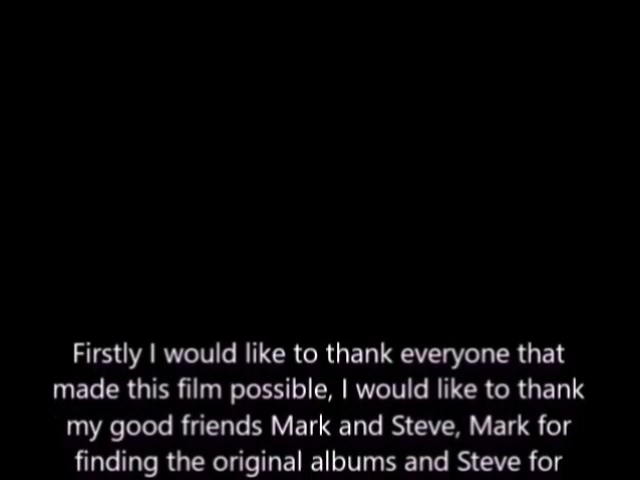 Firstly I would like to thank everyone that
made this film possible, I would like to thank
my good friends Mark and Steve, Mark for
finding the original albums and Steve for